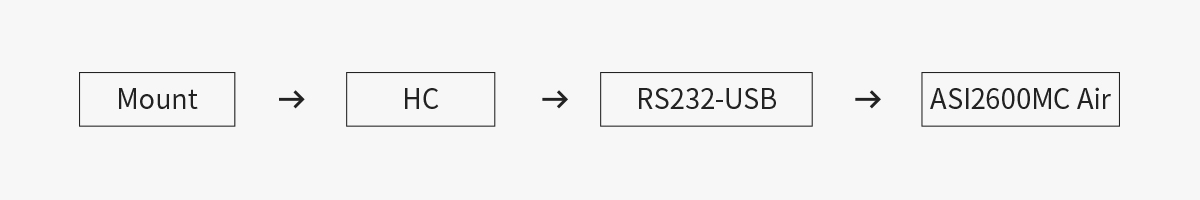 Mount → HC → RS232-USB → ASI2600MC Air